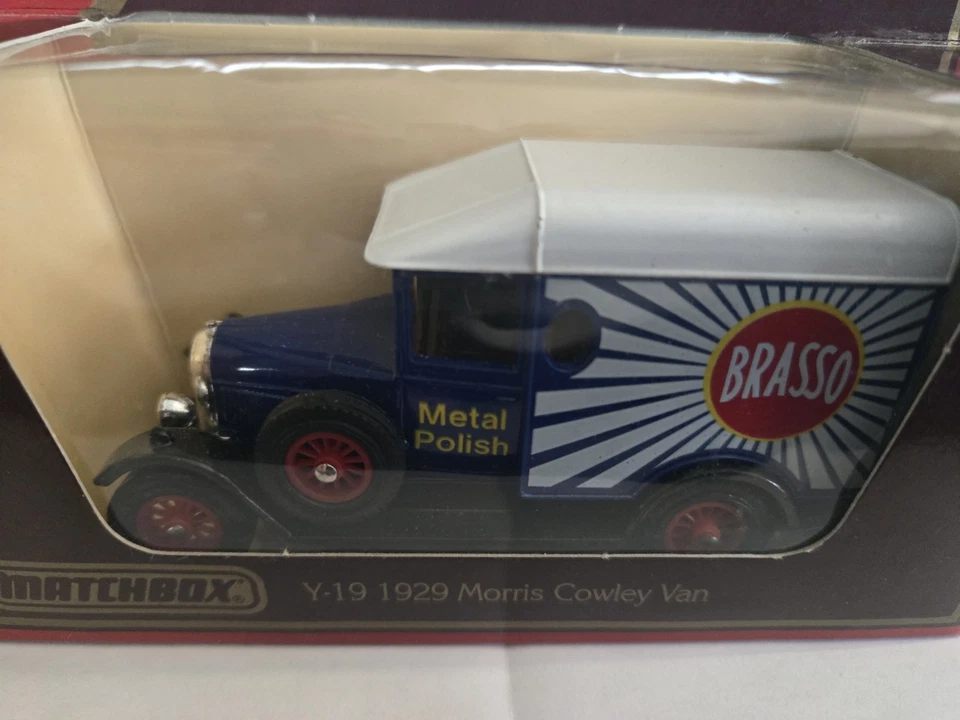 BRASSO
Metal
Polish
MATCHBOX®
Y-19 1929 Morris Cowley Van